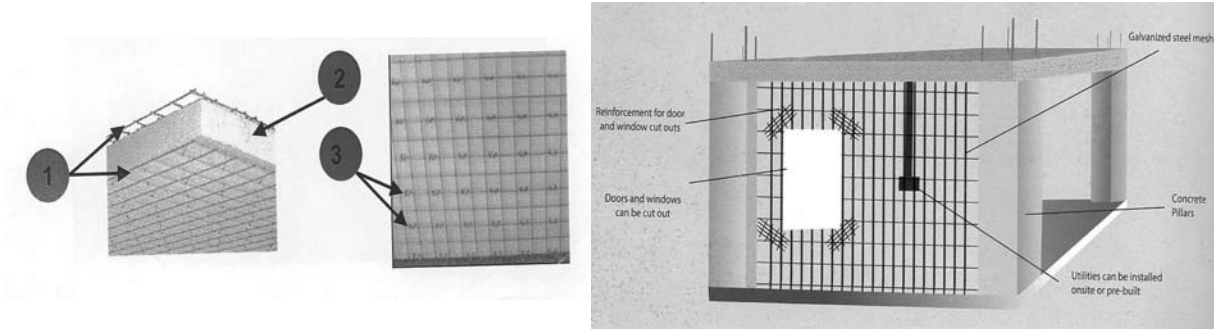 1
2
3
Galvanized steel mesh
Reinforcement for door
and window cut outs
Doors and windows
can be cut out
Concrete
Pillars
Utilities can be installed
onsite or pre-built